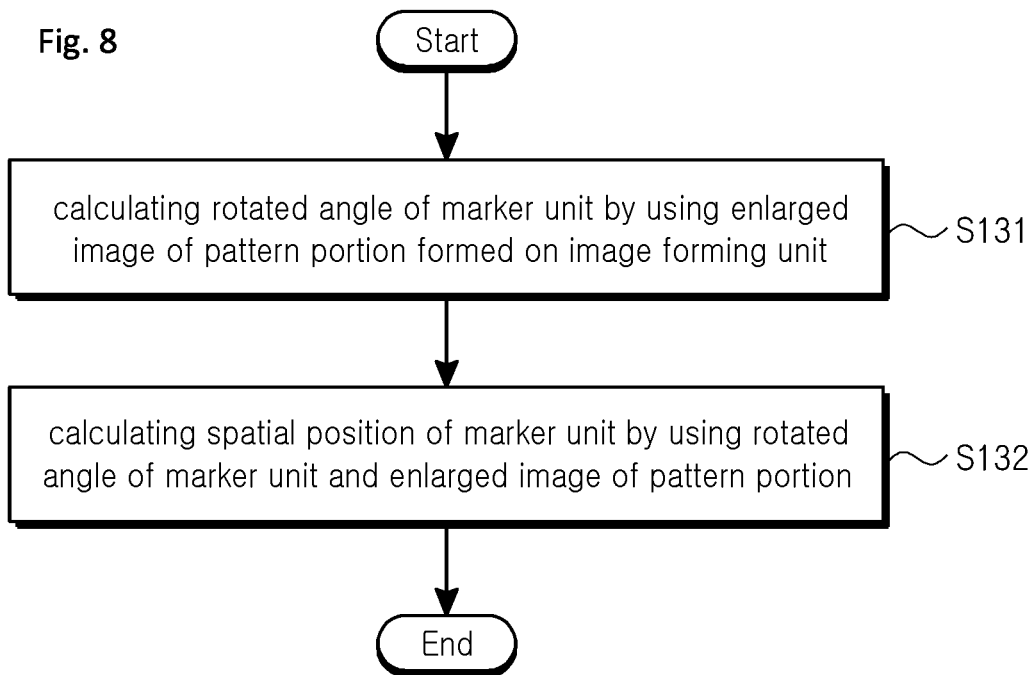 Fig. 8
Start
calculating rotated angle of marker unit by using enlarged
image of pattern portion formed on image forming unit
S131
calculating spatial position of marker unit by using rotated
angle of marker unit and enlarged image of pattern portion
S132
End